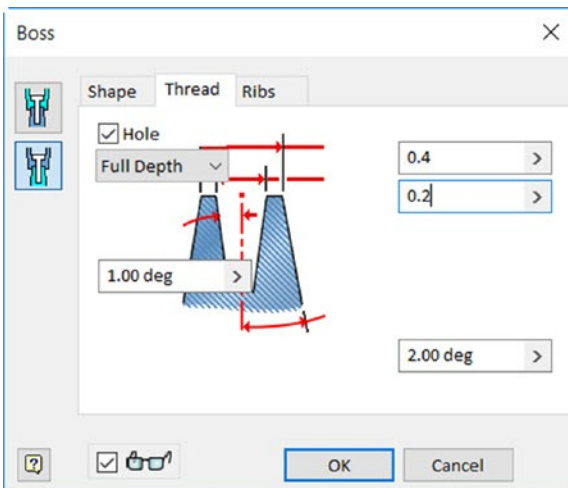 Boss
Shape Thread Ribs
Hole
Full Depth
0.4
0.2
1.00 deg
2.00 deg
OK Cancel